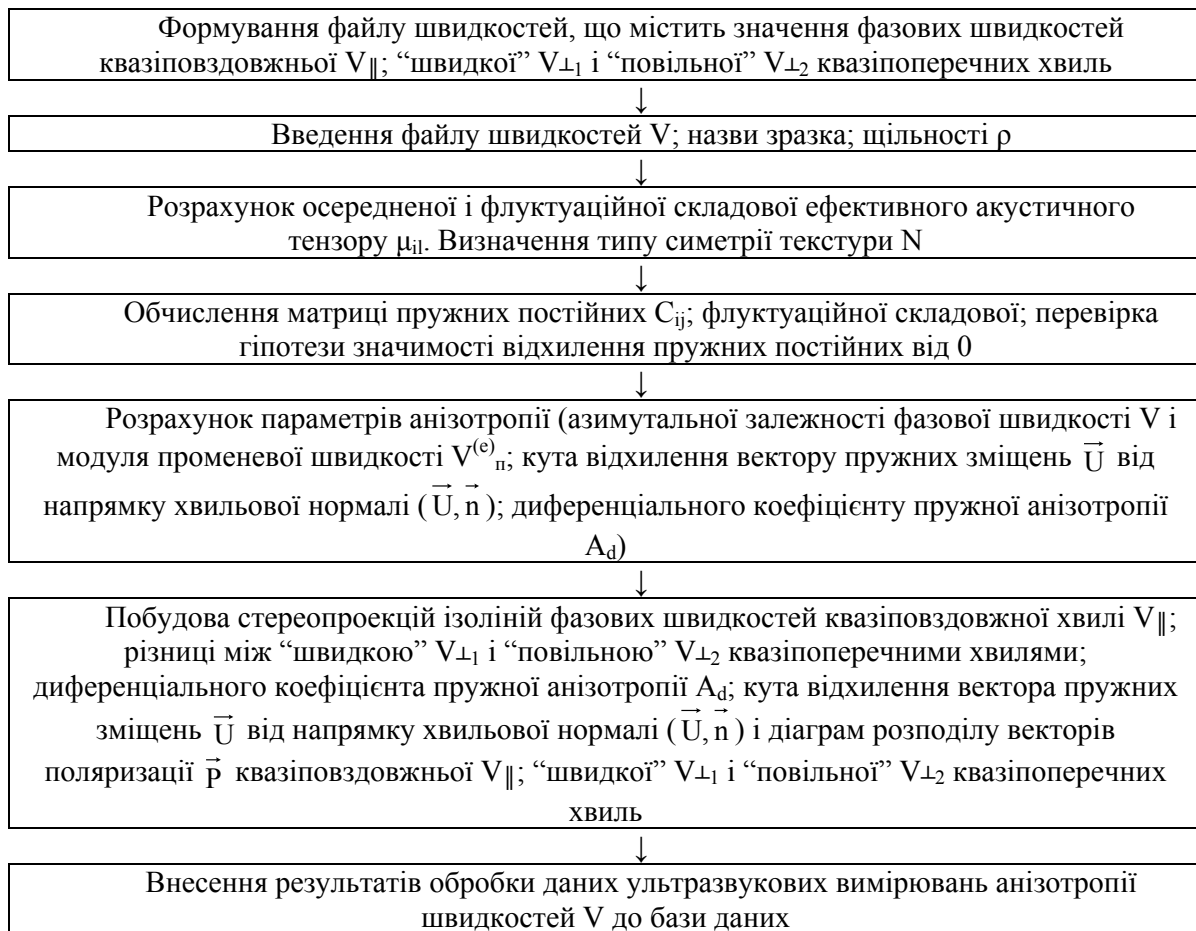 Формування файлу швидкостей, що містить значення фазових швидкостей
квазіповздовжньої V∥; “швидкої” V⊥₁ і “повільної” V⊥₂ квазіпоперечних хвиль
↓
Введення файлу швидкостей V; назви зразка; щільності ρ
↓
Розрахунок осередненої і флуктуаційної складової ефективного акустичного
тензору μil. Визначення типу симетрії текстури N
↓
Обчислення матриці пружних постійних Cij; флуктуаційної складової; перевірка
гіпотези значимості відхилення пружних постійних від 0
↓
Розрахунок параметрів анізотропії (азимутальної залежності фазової швидкості V і
модуля променевої швидкості V⁽ᵉ⁾п; кута відхилення вектору пружних зміщень U⃗ від
напрямку хвильової нормалі (U⃗, n⃗); диференціального коефіцієнту пружної анізотропії
Ad)
↓
Побудова стереопроекцій ізоліній фазових швидкостей квазіповздовжної хвилі V∥;
різниці між “швидкою” V⊥₁ і “повільною” V⊥₂ квазіпоперечними хвилями;
диференціального коефіцієнта пружної анізотропії Ad; кута відхилення вектора пружних
зміщень U⃗ від напрямку хвильової нормалі (U⃗, n⃗) і діаграм розподілу векторів
поляризації P⃗ квазіповздовжньої V∥; “швидкої” V⊥₁ і “повільної” V⊥₂ квазіпоперечних
хвиль
↓
Внесення результатів обробки даних ультразвукових вимірювань анізотропії
швидкостей V до бази даних